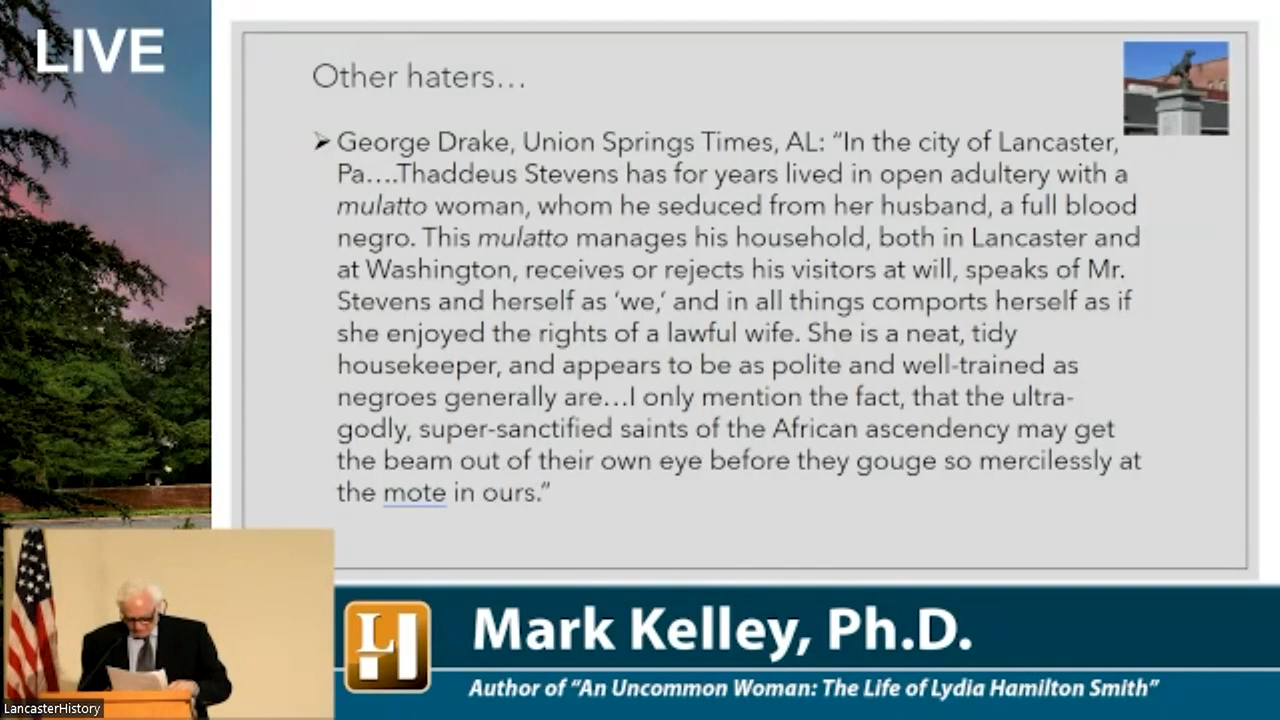 LIVE
Other haters…
➢ George Drake, Union Springs Times, AL: “In the city of Lancaster,
Pa….Thaddeus Stevens has for years lived in open adultery with a
mulatto woman, whom he seduced from her husband, a full blood
negro. This mulatto manages his household, both in Lancaster and
at Washington, receives or rejects his visitors at will, speaks of Mr.
Stevens and herself as ‘we,’ and in all things comports herself as if
she enjoyed the rights of a lawful wife. She is a neat, tidy
housekeeper, and appears to be as polite and well-trained as
negroes generally are…I only mention the fact, that the ultra-
godly, super-sanctified saints of the African ascendency may get
the beam out of their own eye before they gouge so mercilessly at
the mote in ours.”
LH
Mark Kelley, Ph.D.
Author of “An Uncommon Woman: The Life of Lydia Hamilton Smith”
LancasterHistory